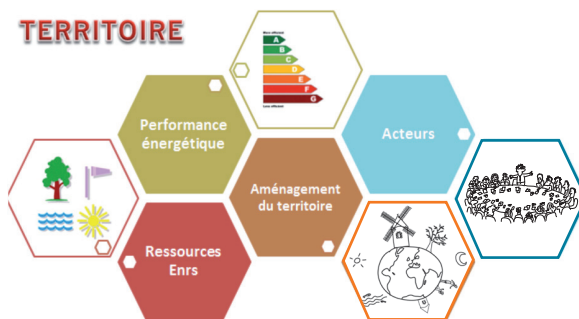 TERRITOIRE
A
B
C
D
E
F
G
Performance
énergétique
Acteurs
Aménagement
du territoire
Ressources
Enrs